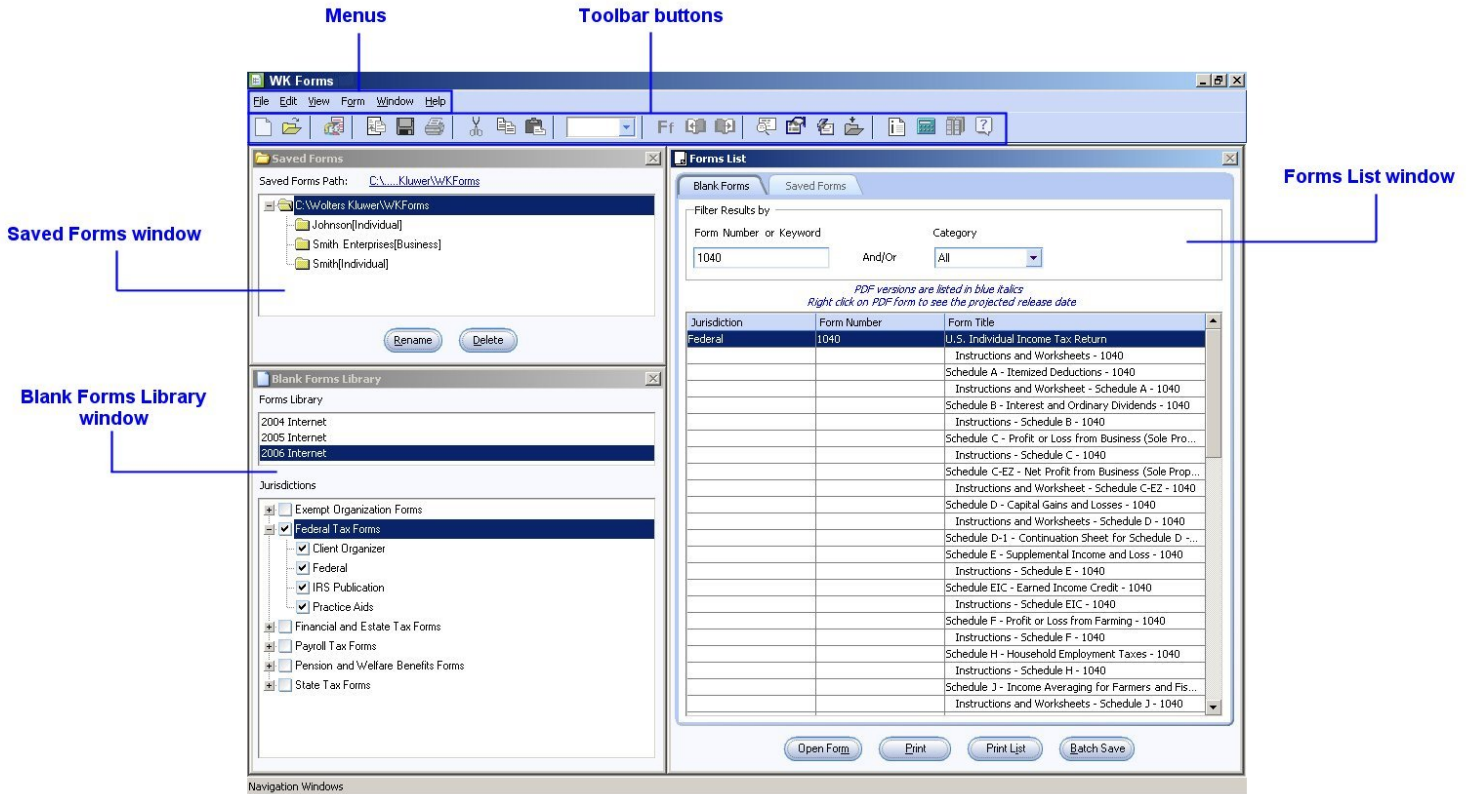 Menus
Toolbar buttons
WK Forms
File Edit View Form Window Help
Ff
Saved Forms
Saved Forms Path: C:\.....Kluwer\WKForms
C:\Wolters Kluwer\WKForms
Johnson[Individual]
Smith Enterprises[Business]
Smith[Individual]
Rename Delete
Saved Forms window
Blank Forms Library
Forms Library
2004 Internet
2005 Internet
2006 Internet
Blank Forms Library
window
Jurisdictions
Exempt Organization Forms
Federal Tax Forms
Client Organizer
Federal
IRS Publication
Practice Aids
Financial and Estate Tax Forms
Payroll Tax Forms
Pension and Welfare Benefits Forms
State Tax Forms
Forms List
Forms List window
Blank Forms Saved Forms
Filter Results by
Form Number or Keyword Category
1040 And/Or All
PDF versions are listed in blue italics
Right click on PDF form to see the projected release date
Jurisdiction Form Number Form Title
Federal 1040 U.S. Individual Income Tax Return
Instructions and Worksheets - 1040
Schedule A - Itemized Deductions - 1040
Instructions and Worksheet - Schedule A - 1040
Schedule B - Interest and Ordinary Dividends - 1040
Instructions - Schedule B - 1040
Schedule C - Profit or Loss from Business (Sole Pro...
Instructions - Schedule C - 1040
Schedule C-EZ - Net Profit from Business (Sole Prop...
Instructions and Worksheet - Schedule C-EZ - 1040
Schedule D - Capital Gains and Losses - 1040
Instructions and Worksheets - Schedule D - 1040
Schedule D-1 - Continuation Sheet for Schedule D -...
Schedule E - Supplemental Income and Loss - 1040
Instructions - Schedule E - 1040
Schedule EIC - Earned Income Credit - 1040
Instructions - Schedule EIC - 1040
Schedule F - Profit or Loss from Farming - 1040
Instructions - Schedule F - 1040
Schedule H - Household Employment Taxes - 1040
Instructions - Schedule H - 1040
Schedule J - Income Averaging for Farmers and Fis...
Instructions and Worksheets - Schedule J - 1040
Open Form Print Print List Batch Save
Navigation Windows